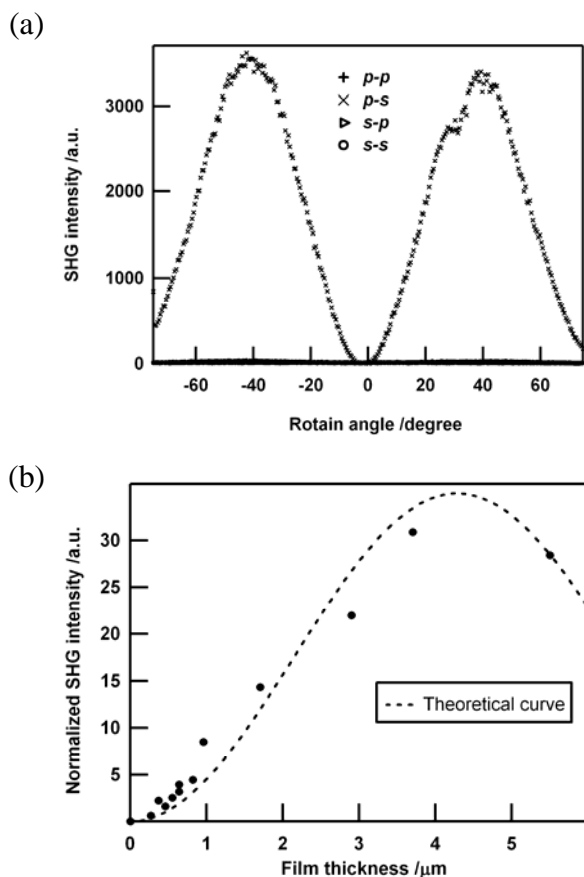 (a)
3000
2000
1000
0
SHG intensity /a.u.
p-p
p-s
s-p
s-s
-60 -40 -20 0 20 40 60
Rotain angle /degree
(b)
30
25
20
15
10
5
Normalized SHG intensity /a.u.
Theoretical curve
0 1 2 3 4 5
Film thickness /μm